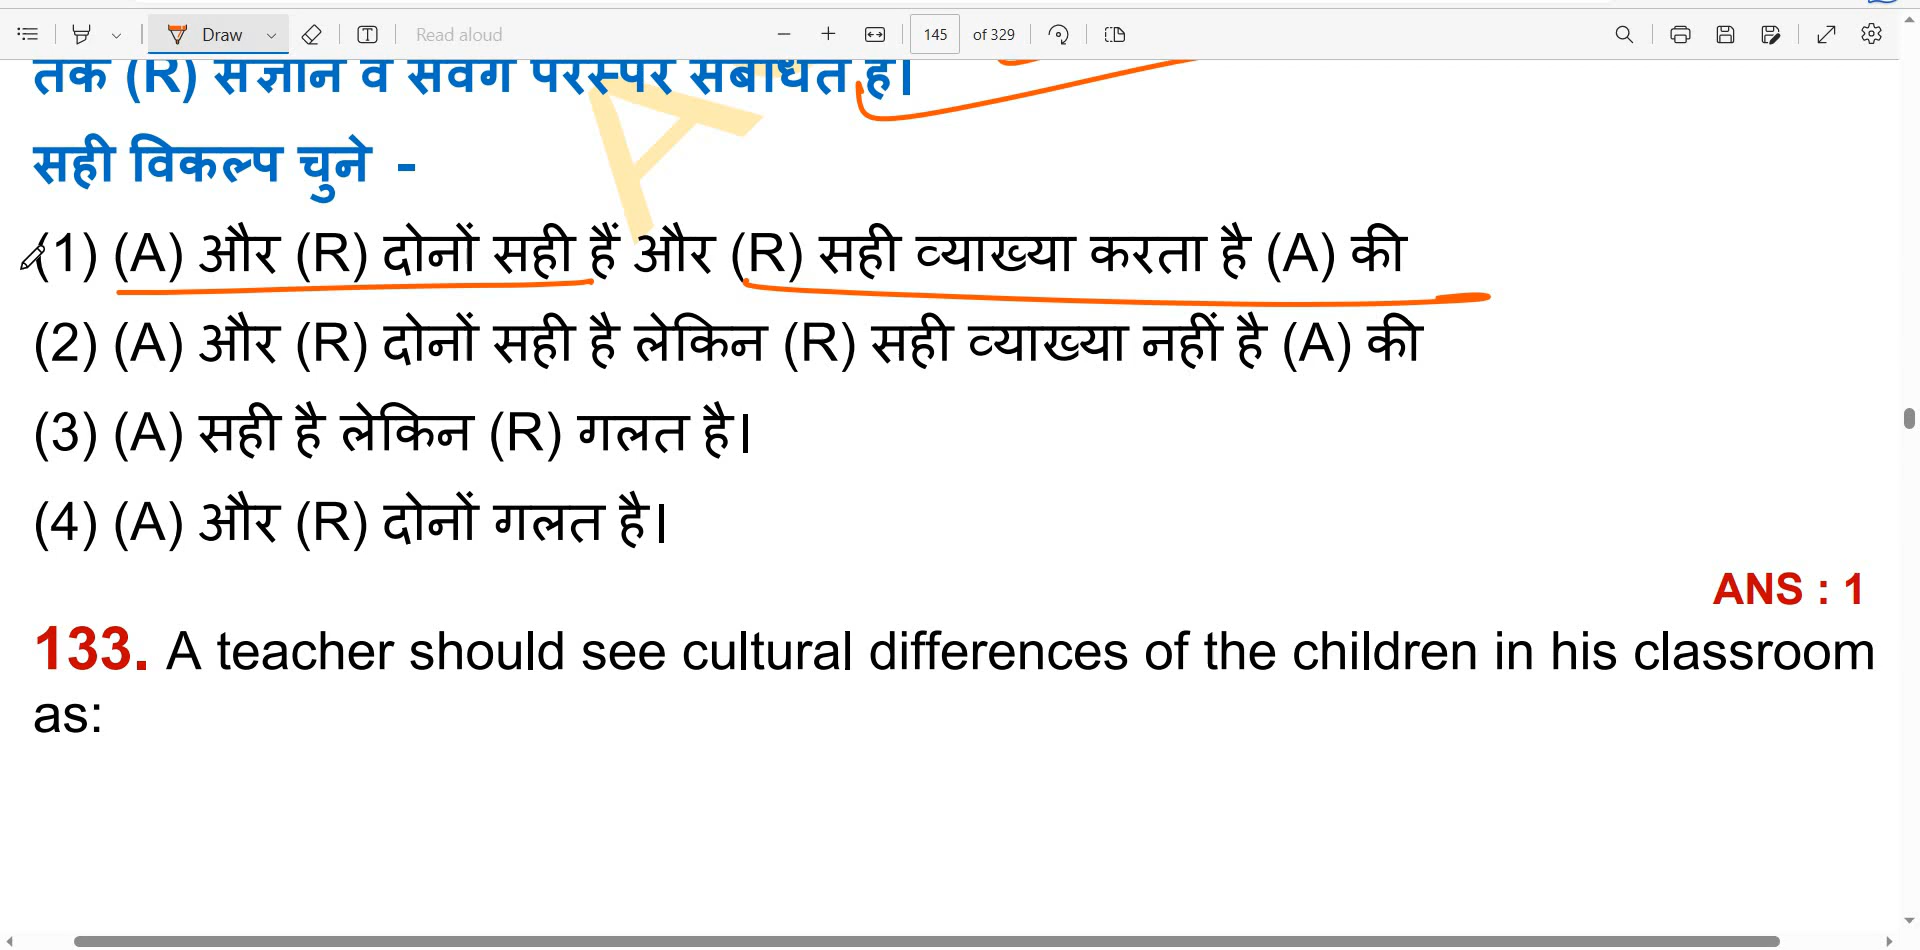 Draw
Read aloud
145 of 329
तर्क (R) संज्ञान व संवेग परस्पर संबंधित है।
सही विकल्प चुने -
(1) (A) और (R) दोनों सही हैं और (R) सही व्याख्या करता है (A) की
(2) (A) और (R) दोनों सही है लेकिन (R) सही व्याख्या नहीं है (A) की
(3) (A) सही है लेकिन (R) गलत है।
(4) (A) और (R) दोनों गलत है।
ANS : 1
133. A teacher should see cultural differences of the children in his classroom
as: